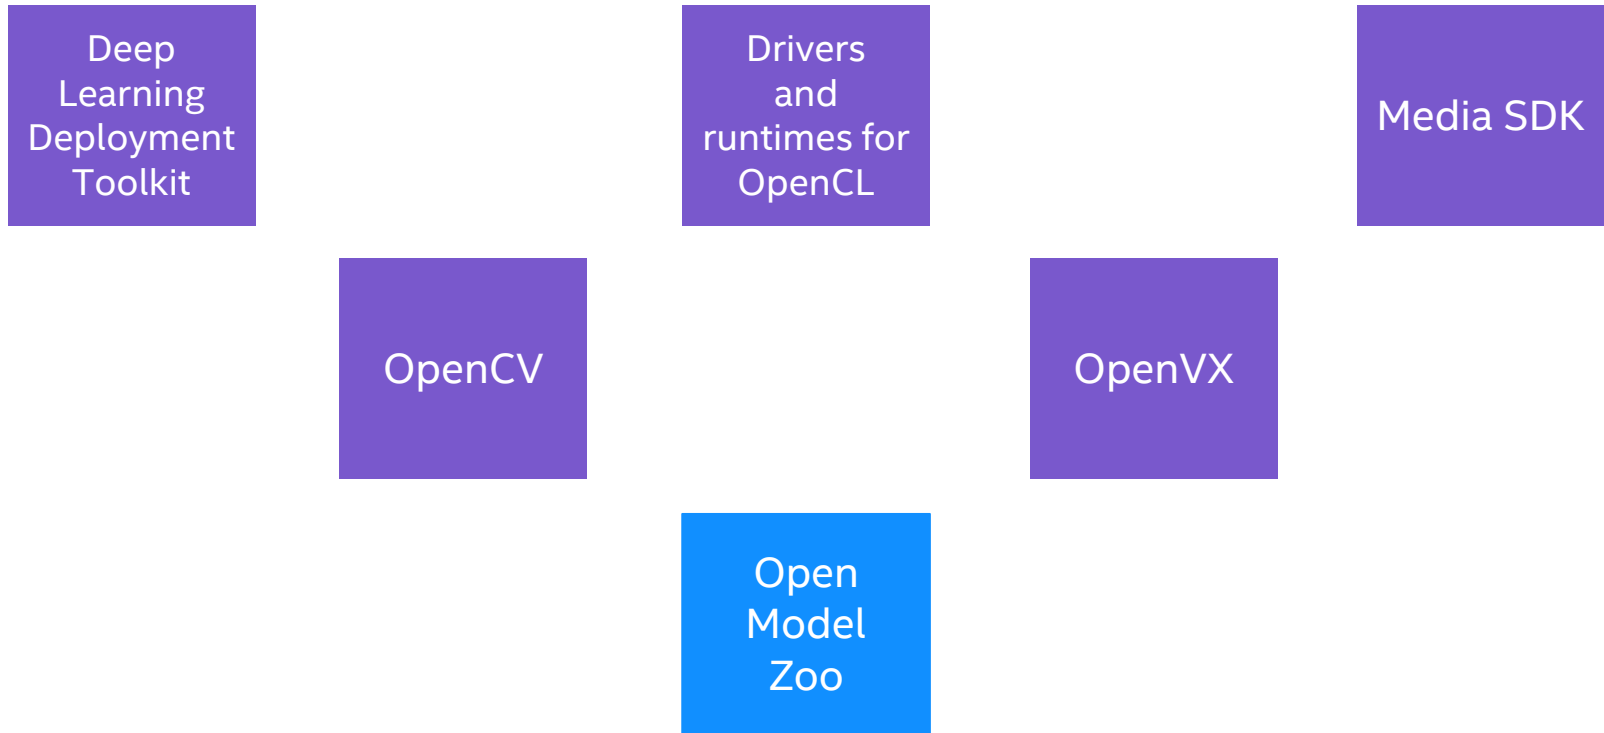 Deep
Learning
Deployment
Toolkit
Drivers
and
runtimes for
OpenCL
Media SDK
OpenCV
OpenVX
Open
Model
Zoo